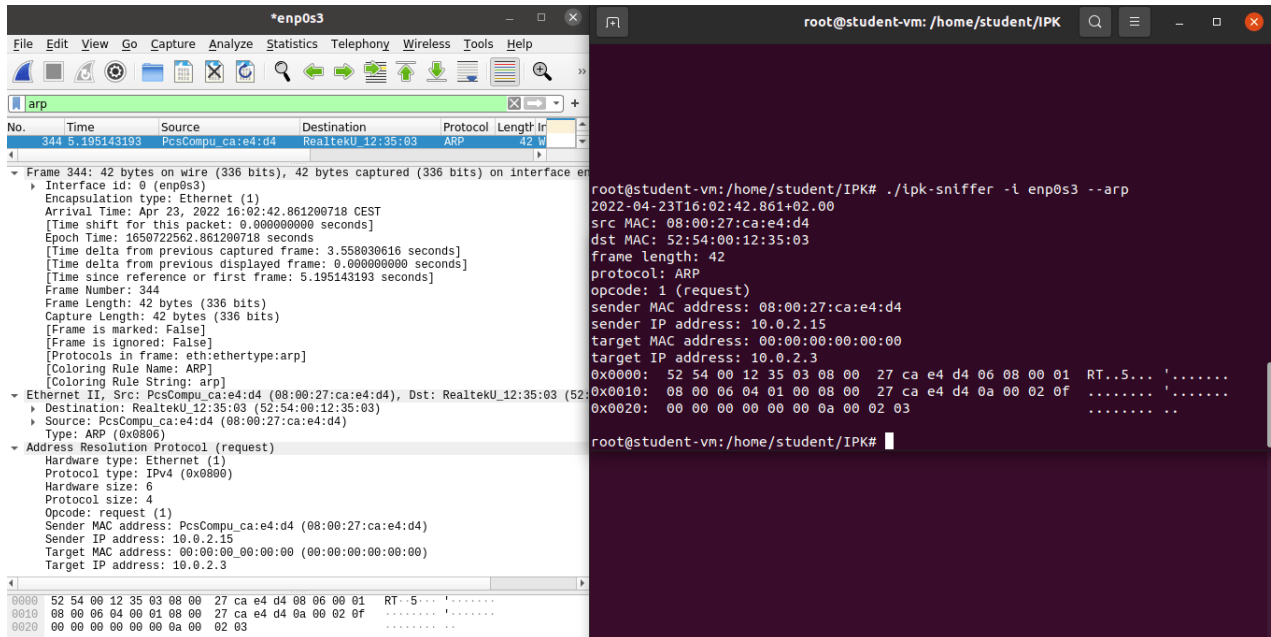 *enp0s3
File Edit View Go Capture Analyze Statistics Telephony Wireless Tools Help
arp
No. Time Source Destination Protocol Length Ir
344 5.195143193 PcsCompu_ca:e4:d4 RealtekU_12:35:03 ARP 42 W
Frame 344: 42 bytes on wire (336 bits), 42 bytes captured (336 bits) on interface en
Interface id: 0 (enp0s3)
Encapsulation type: Ethernet (1)
Arrival Time: Apr 23, 2022 16:02:42.861200718 CEST
[Time shift for this packet: 0.000000000 seconds]
Epoch Time: 1650722562.861200718 seconds
[Time delta from previous captured frame: 3.558030616 seconds]
[Time delta from previous displayed frame: 0.000000000 seconds]
[Time since reference or first frame: 5.195143193 seconds]
Frame Number: 344
Frame Length: 42 bytes (336 bits)
Capture Length: 42 bytes (336 bits)
[Frame is marked: False]
[Frame is ignored: False]
[Protocols in frame: eth:ethertype:arp]
[Coloring Rule Name: ARP]
[Coloring Rule String: arp]
Ethernet II, Src: PcsCompu_ca:e4:d4 (08:00:27:ca:e4:d4), Dst: RealtekU_12:35:03 (52:
Destination: RealtekU_12:35:03 (52:54:00:12:35:03)
Source: PcsCompu_ca:e4:d4 (08:00:27:ca:e4:d4)
Type: ARP (0x0806)
Address Resolution Protocol (request)
Hardware type: Ethernet (1)
Protocol type: IPv4 (0x0800)
Hardware size: 6
Protocol size: 4
Opcode: request (1)
Sender MAC address: PcsCompu_ca:e4:d4 (08:00:27:ca:e4:d4)
Sender IP address: 10.0.2.15
Target MAC address: 00:00:00_00:00:00 (00:00:00:00:00:00)
Target IP address: 10.0.2.3
0000 52 54 00 12 35 03 08 00 27 ca e4 d4 08 06 00 01 RT··5··· '·······
0010 08 00 06 04 00 01 08 00 27 ca e4 d4 0a 00 02 0f ········ '·······
0020 00 00 00 00 00 00 0a 00 02 03 ········ ··
root@student-vm: /home/student/IPK
root@student-vm:/home/student/IPK# ./ipk-sniffer -i enp0s3 --arp
2022-04-23T16:02:42.861+02.00
src MAC: 08:00:27:ca:e4:d4
dst MAC: 52:54:00:12:35:03
frame length: 42
protocol: ARP
opcode: 1 (request)
sender MAC address: 08:00:27:ca:e4:d4
sender IP address: 10.0.2.15
target MAC address: 00:00:00:00:00:00
target IP address: 10.0.2.3
0x0000: 52 54 00 12 35 03 08 00 27 ca e4 d4 06 08 00 01 RT..5... '.......
0x0010: 08 00 06 04 01 00 08 00 27 ca e4 d4 0a 00 02 0f ........ '.......
0x0020: 00 00 00 00 00 00 0a 00 02 03 ........ ..
root@student-vm:/home/student/IPK#